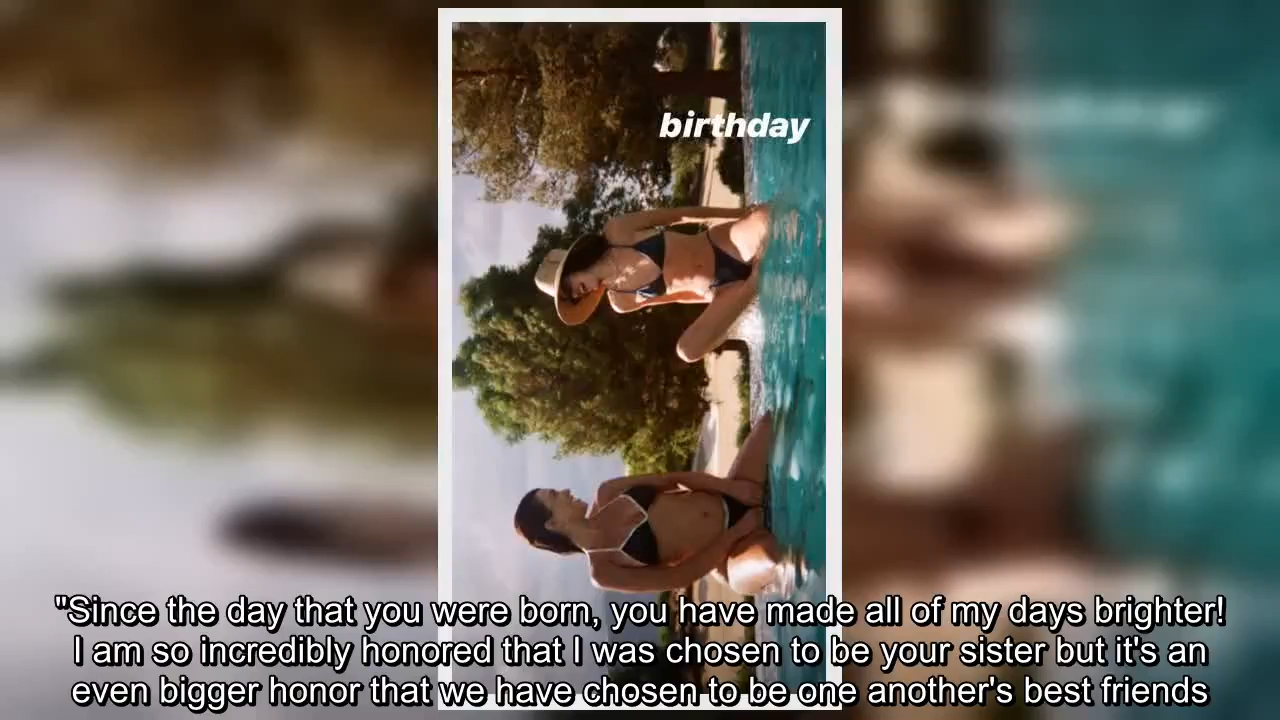 birthday
"Since the day that you were born, you have made all of my days brighter!
I am so incredibly honored that I was chosen to be your sister but it's an
even bigger honor that we have chosen to be one another's best friends